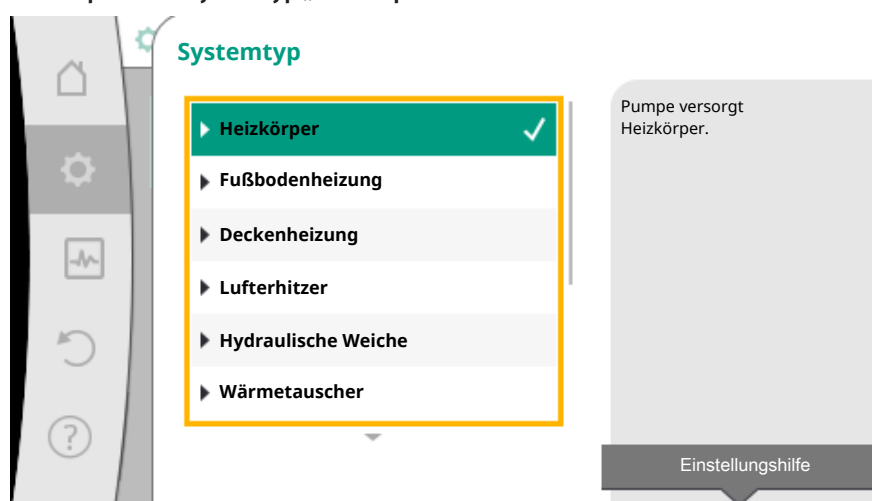 Systemtyp
Heizkörper
Fußbodenheizung
Deckenheizung
Lufterhitzer
Hydraulische Weiche
Wärmetauscher
Pumpe versorgt
Heizkörper.
Einstellungshilfe
?